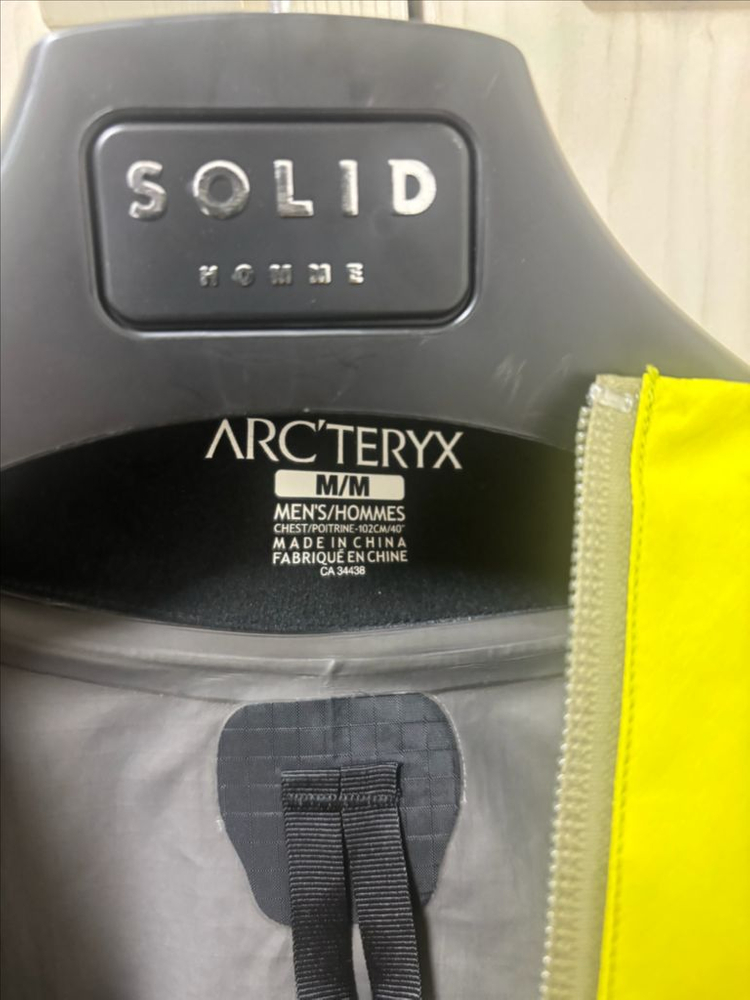 SOLID
HOMME
ARC'TERYX
M/M
MEN'S/HOMMES
CHEST/POITRINE-102CM/40"
MADE IN CHINA
FABRIQUÉ EN CHINE
CA 34438